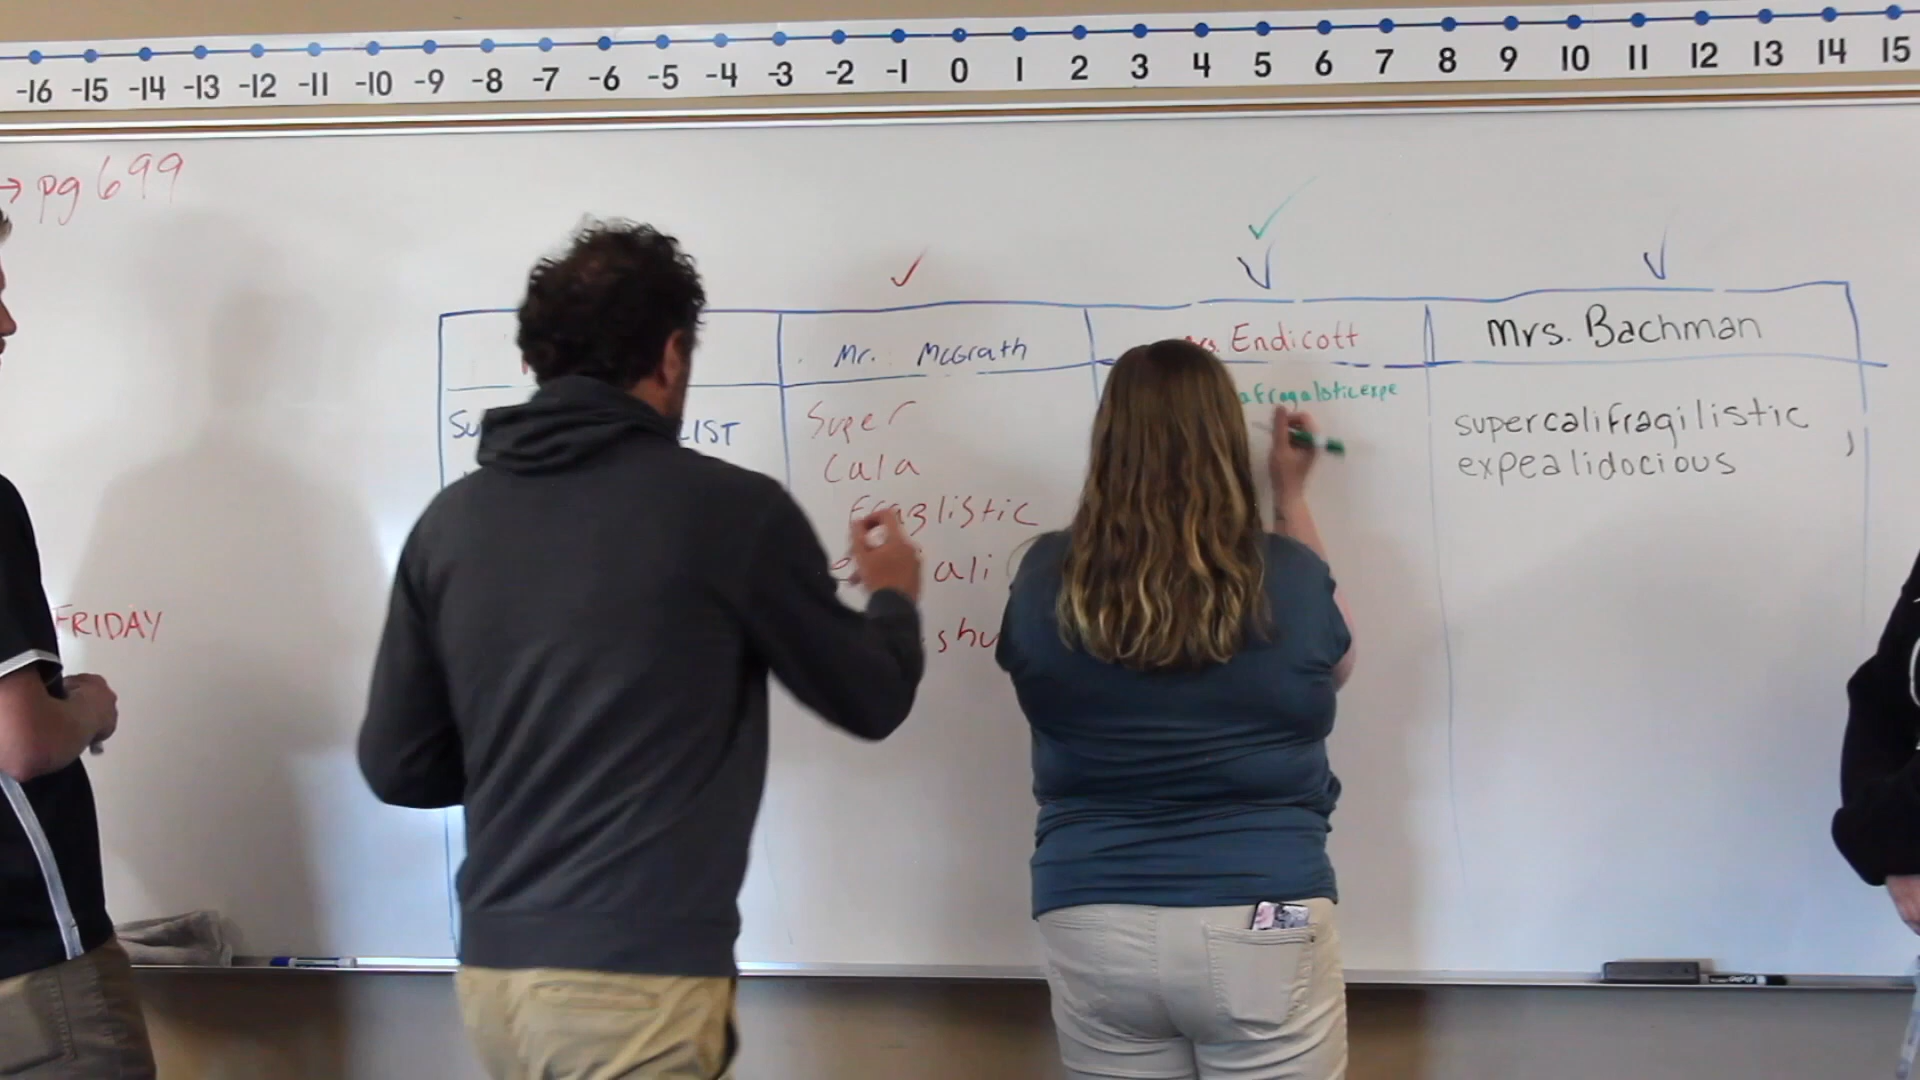 -16 -15 -14 -13 -12 -11 -10 -9 -8 -7 -6 -5 -4 -3 -2 -1 0 1 2 3 4 5 6 7 8 9 10 11 12 13 14 15
→ pg 699
Mr. McGrath
Endicott
Mrs. Bachman
LIST
Super
Cala
ali
afragalisticexpe
supercalifragilistic
expealidocious
FRIDAY